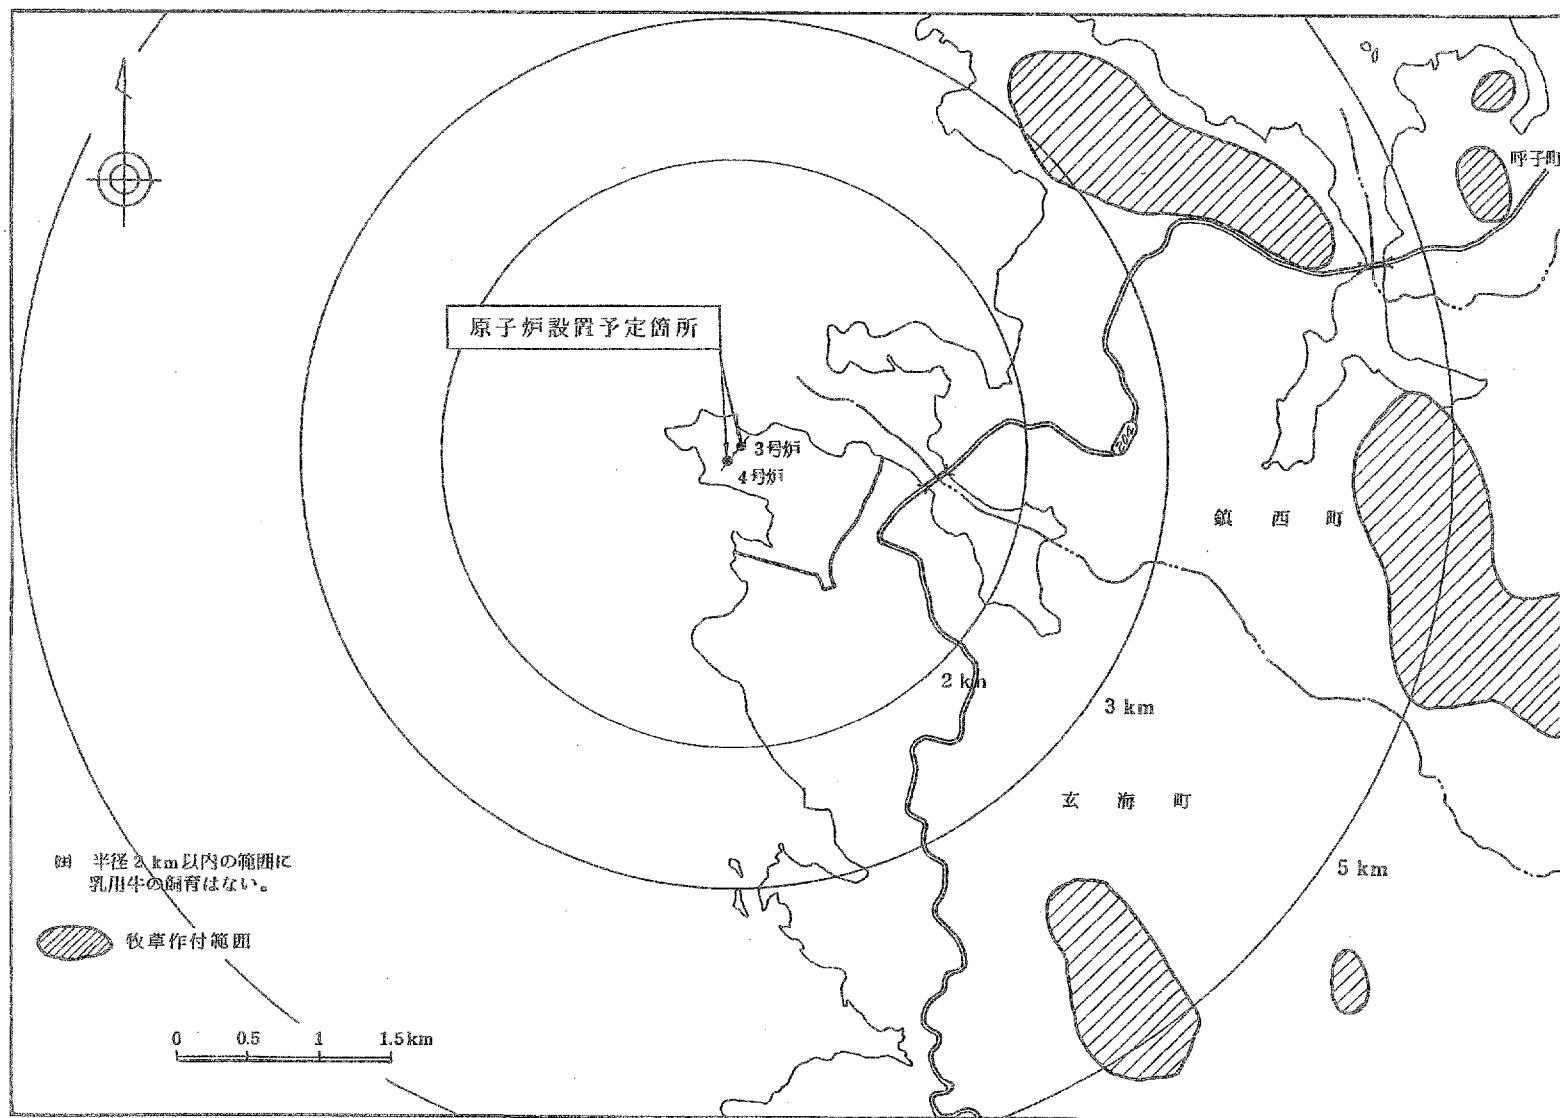 呼子町
原子炉設置予定箇所
3号炉
4号炉
204
鎮西町
2 km
3 km
玄海町
5 km
半径2km以内の範囲に
乳用牛の飼育はない。
牧草作付範囲
0 0.5 1 1.5km